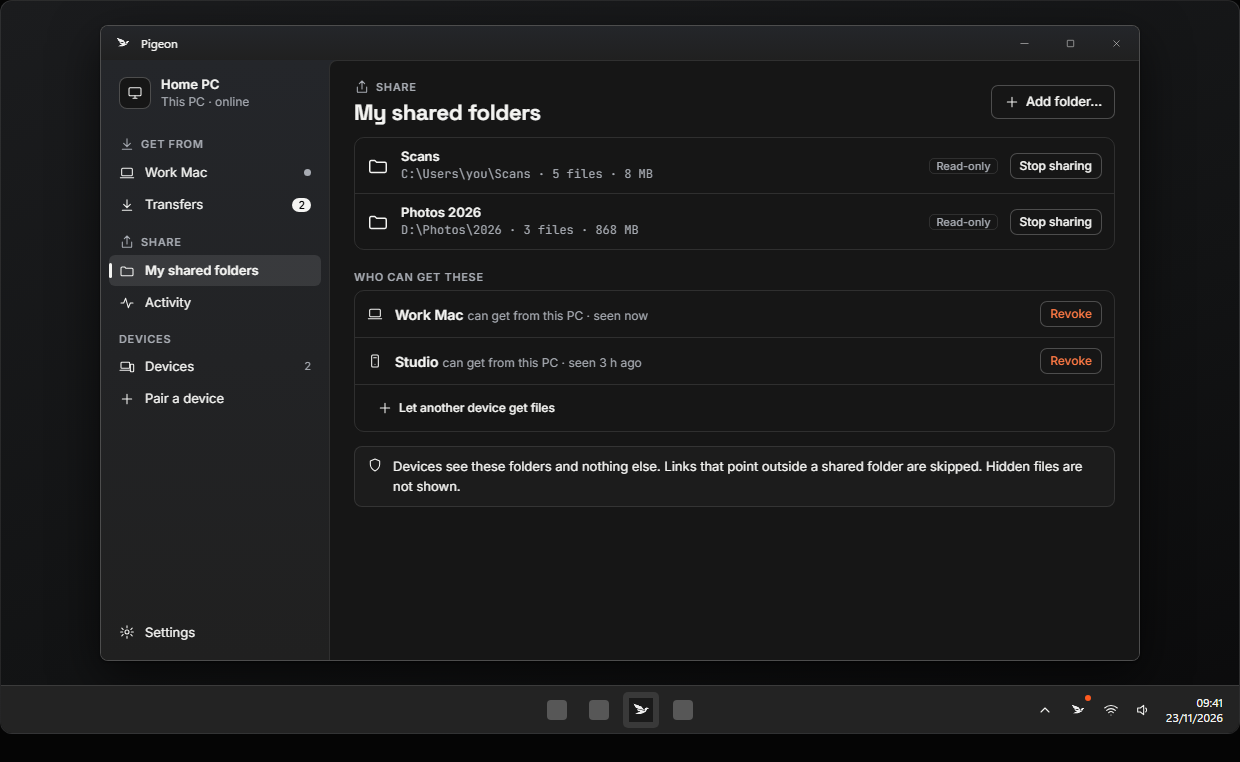 Pigeon
Home PC
This PC · online
GET FROM
Work Mac
Transfers 2
SHARE
My shared folders
Activity
DEVICES
Devices 2
Pair a device
Settings
SHARE
My shared folders
Add folder...
Scans
C:\Users\you\Scans · 5 files · 8 MB
Read-only
Stop sharing
Photos 2026
D:\Photos\2026 · 3 files · 868 MB
Read-only
Stop sharing
WHO CAN GET THESE
Work Mac can get from this PC · seen now
Revoke
Studio can get from this PC · seen 3 h ago
Revoke
Let another device get files
Devices see these folders and nothing else. Links that point outside a shared folder are skipped. Hidden files are
not shown.
09:41
23/11/2026